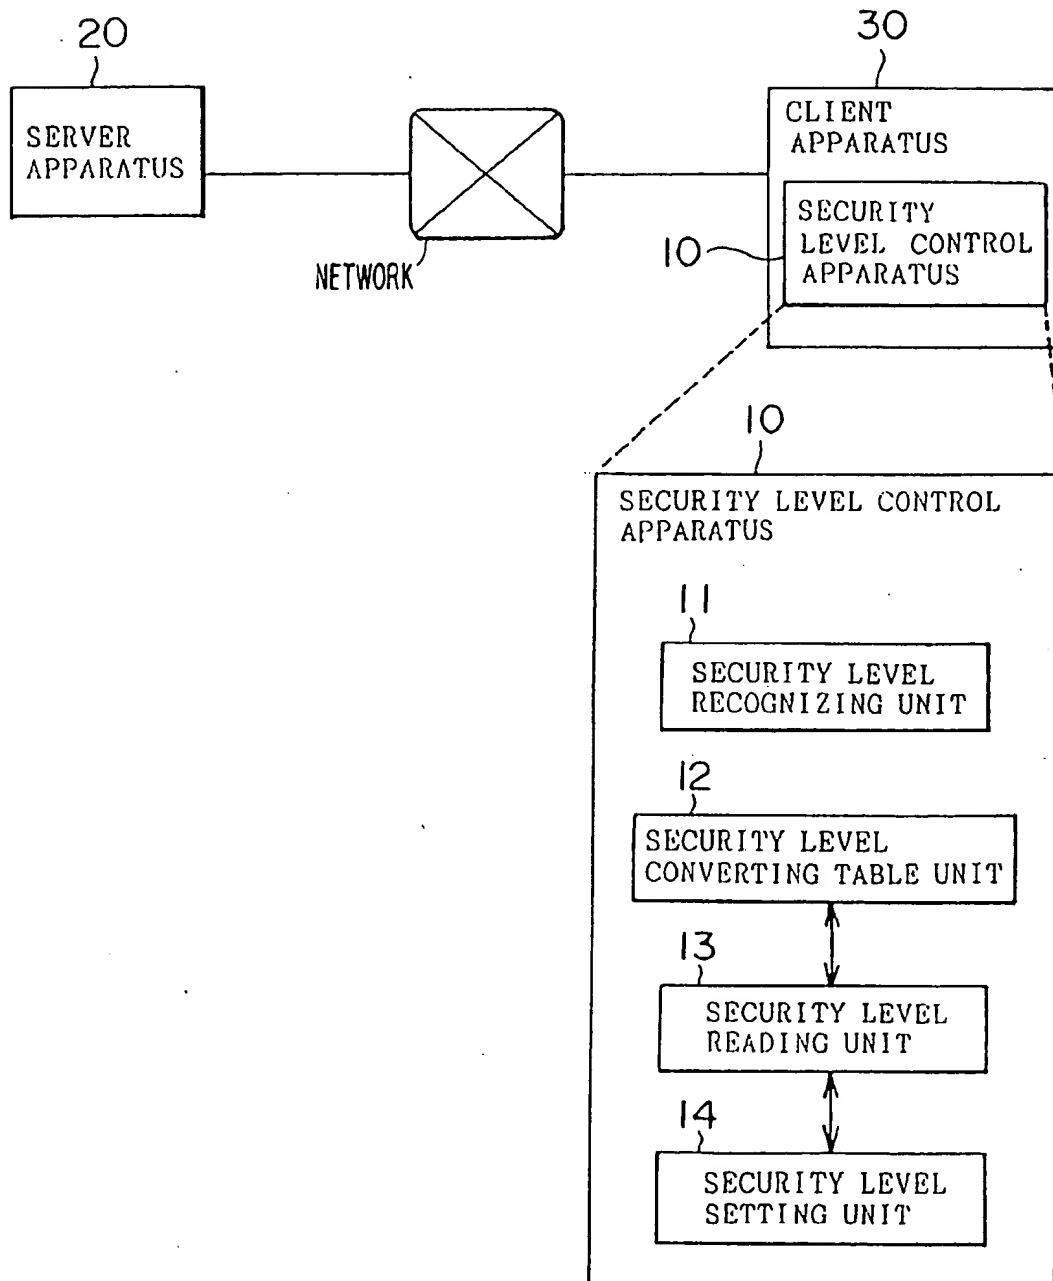 20
SERVER
APPARATUS
NETWORK
30
CLIENT
APPARATUS
10
SECURITY
LEVEL CONTROL
APPARATUS
10
SECURITY LEVEL CONTROL
APPARATUS
11
SECURITY LEVEL
RECOGNIZING UNIT
12
SECURITY LEVEL
CONVERTING TABLE UNIT
13
SECURITY LEVEL
READING UNIT
14
SECURITY LEVEL
SETTING UNIT